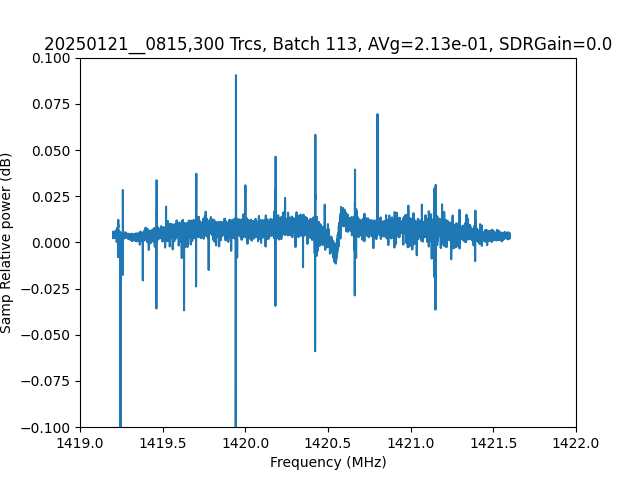 20250121__0815,300 Trcs, Batch 113, AVg=2.13e-01, SDRGain=0.0
0.100
0.075
0.050
0.025
0.000
−0.025
−0.050
−0.075
−0.100
Samp Relative power (dB)
1419.0 1419.5 1420.0 1420.5 1421.0 1421.5 1422.0
Frequency (MHz)